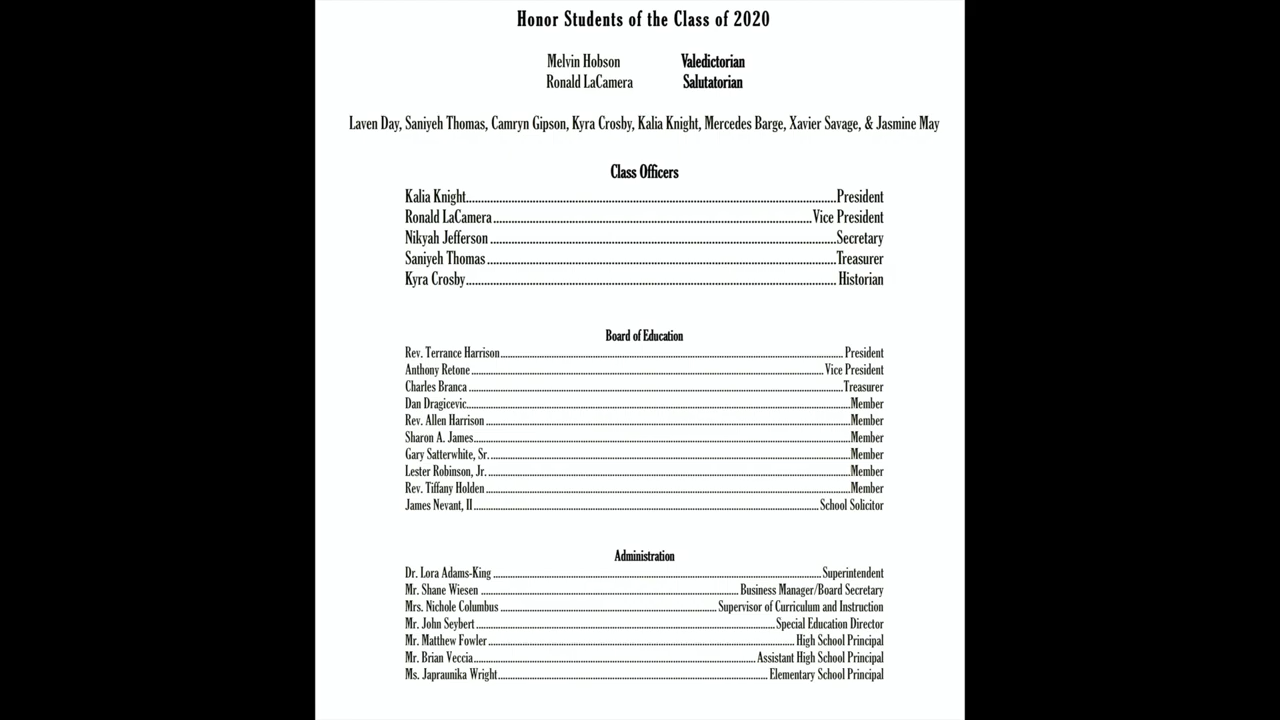 Honor Students of the Class of 2020
Melvin Hobson Valedictorian
Ronald LaCamera Salutatorian
Laven Day, Saniyeh Thomas, Camryn Gipson, Kyra Crosby, Kalia Knight, Mercedes Barge, Xavier Savage, & Jasmine May
Class Officers
Kalia Knight President
Ronald LaCamera Vice President
Nikyah Jefferson Secretary
Saniyeh Thomas Treasurer
Kyra Crosby Historian
Board of Education
Rev. Terrance Harrison President
Anthony Retone Vice President
Charles Branca Treasurer
Dan Dragicevic Member
Rev. Allen Harrison Member
Sharon A. James Member
Gary Satterwhite, Sr. Member
Lester Robinson, Jr. Member
Rev. Tiffany Holden Member
James Nevant, II School Solicitor
Administration
Dr. Lora Adams-King Superintendent
Mr. Shane Wiesen Business Manager/Board Secretary
Mrs. Nichole Columbus Supervisor of Curriculum and Instruction
Mr. John Seybert Special Education Director
Mr. Matthew Fowler High School Principal
Mr. Brian Veccia Assistant High School Principal
Ms. Japraunika Wright Elementary School Principal